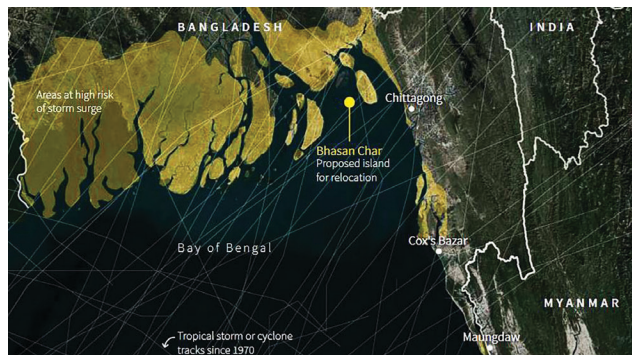 BANGLADESH
INDIA
Areas at high risk
of storm surge
Chittagong
Bhasan Char
Proposed island
for relocation
Bay of Bengal
Cox's Bazar
MYANMAR
Tropical storm or cyclone
tracks since 1970
Maungdaw